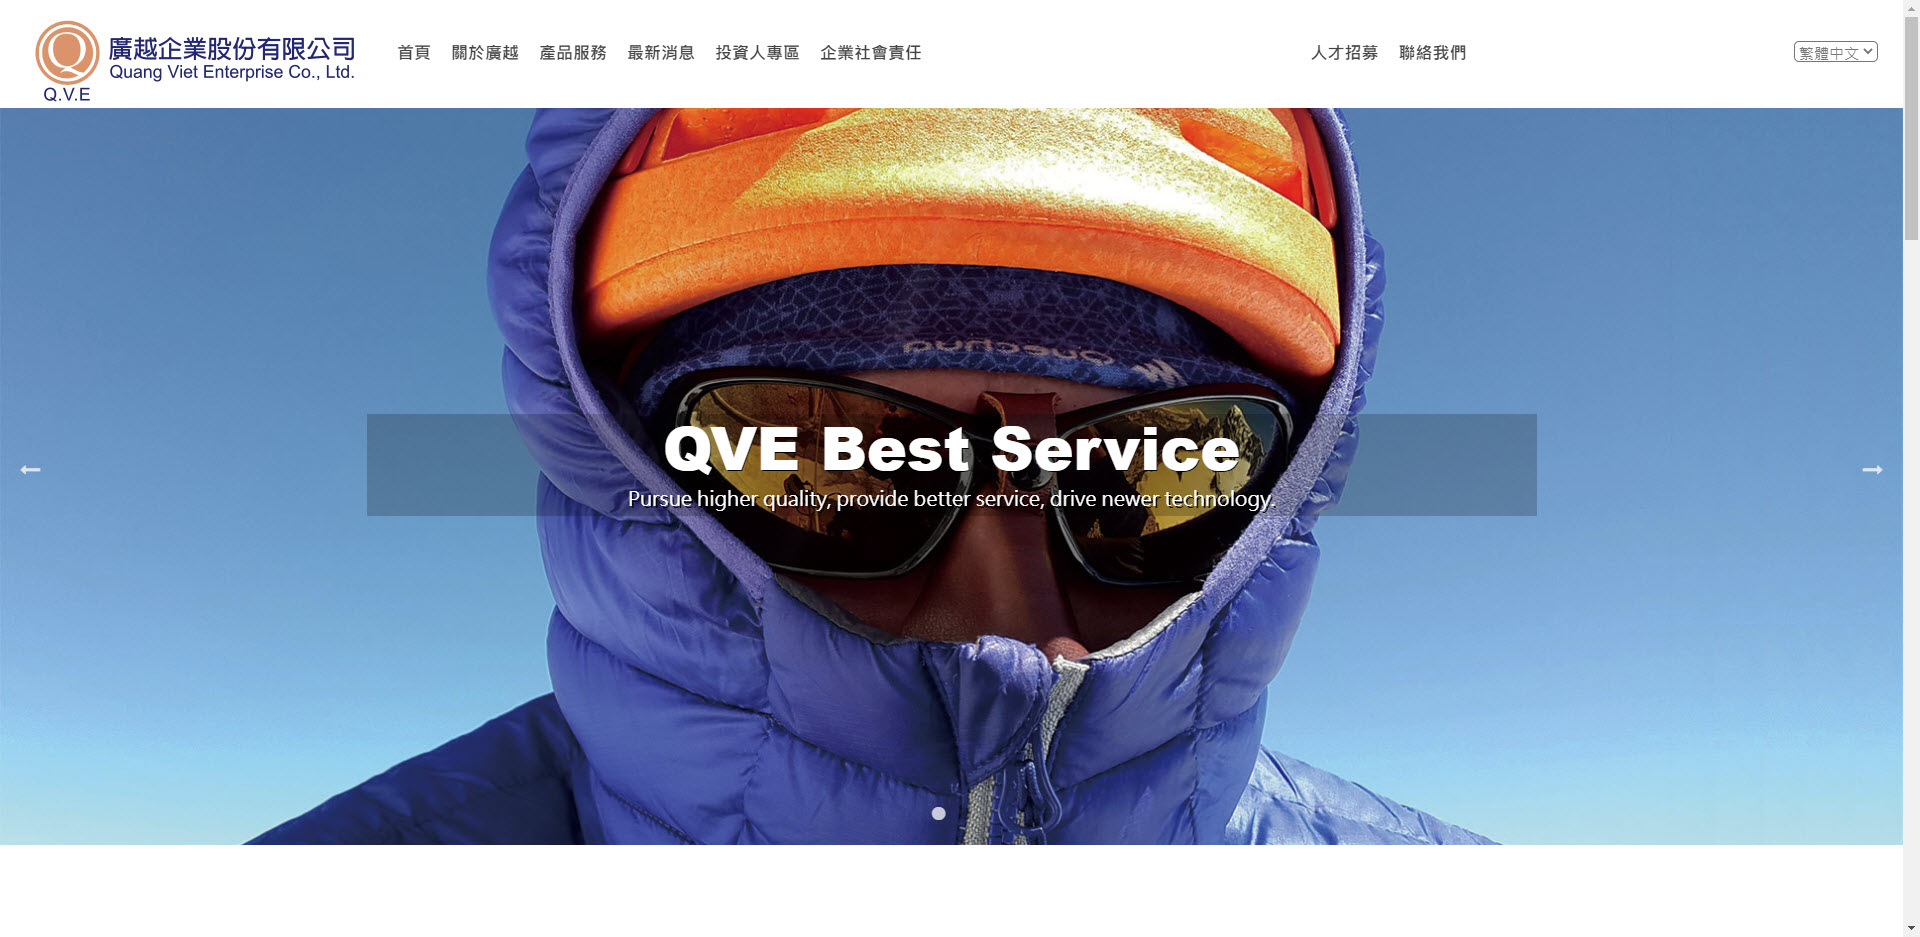 廣越企業股份有限公司
Quang Viet Enterprise Co., Ltd.
Q.V.E
首頁 關於廣越 產品服務 最新消息 投資人專區 企業社會責任 人才招募 聯絡我們
繁體中文
QVE Best Service
Pursue higher quality, provide better service, drive newer technology.